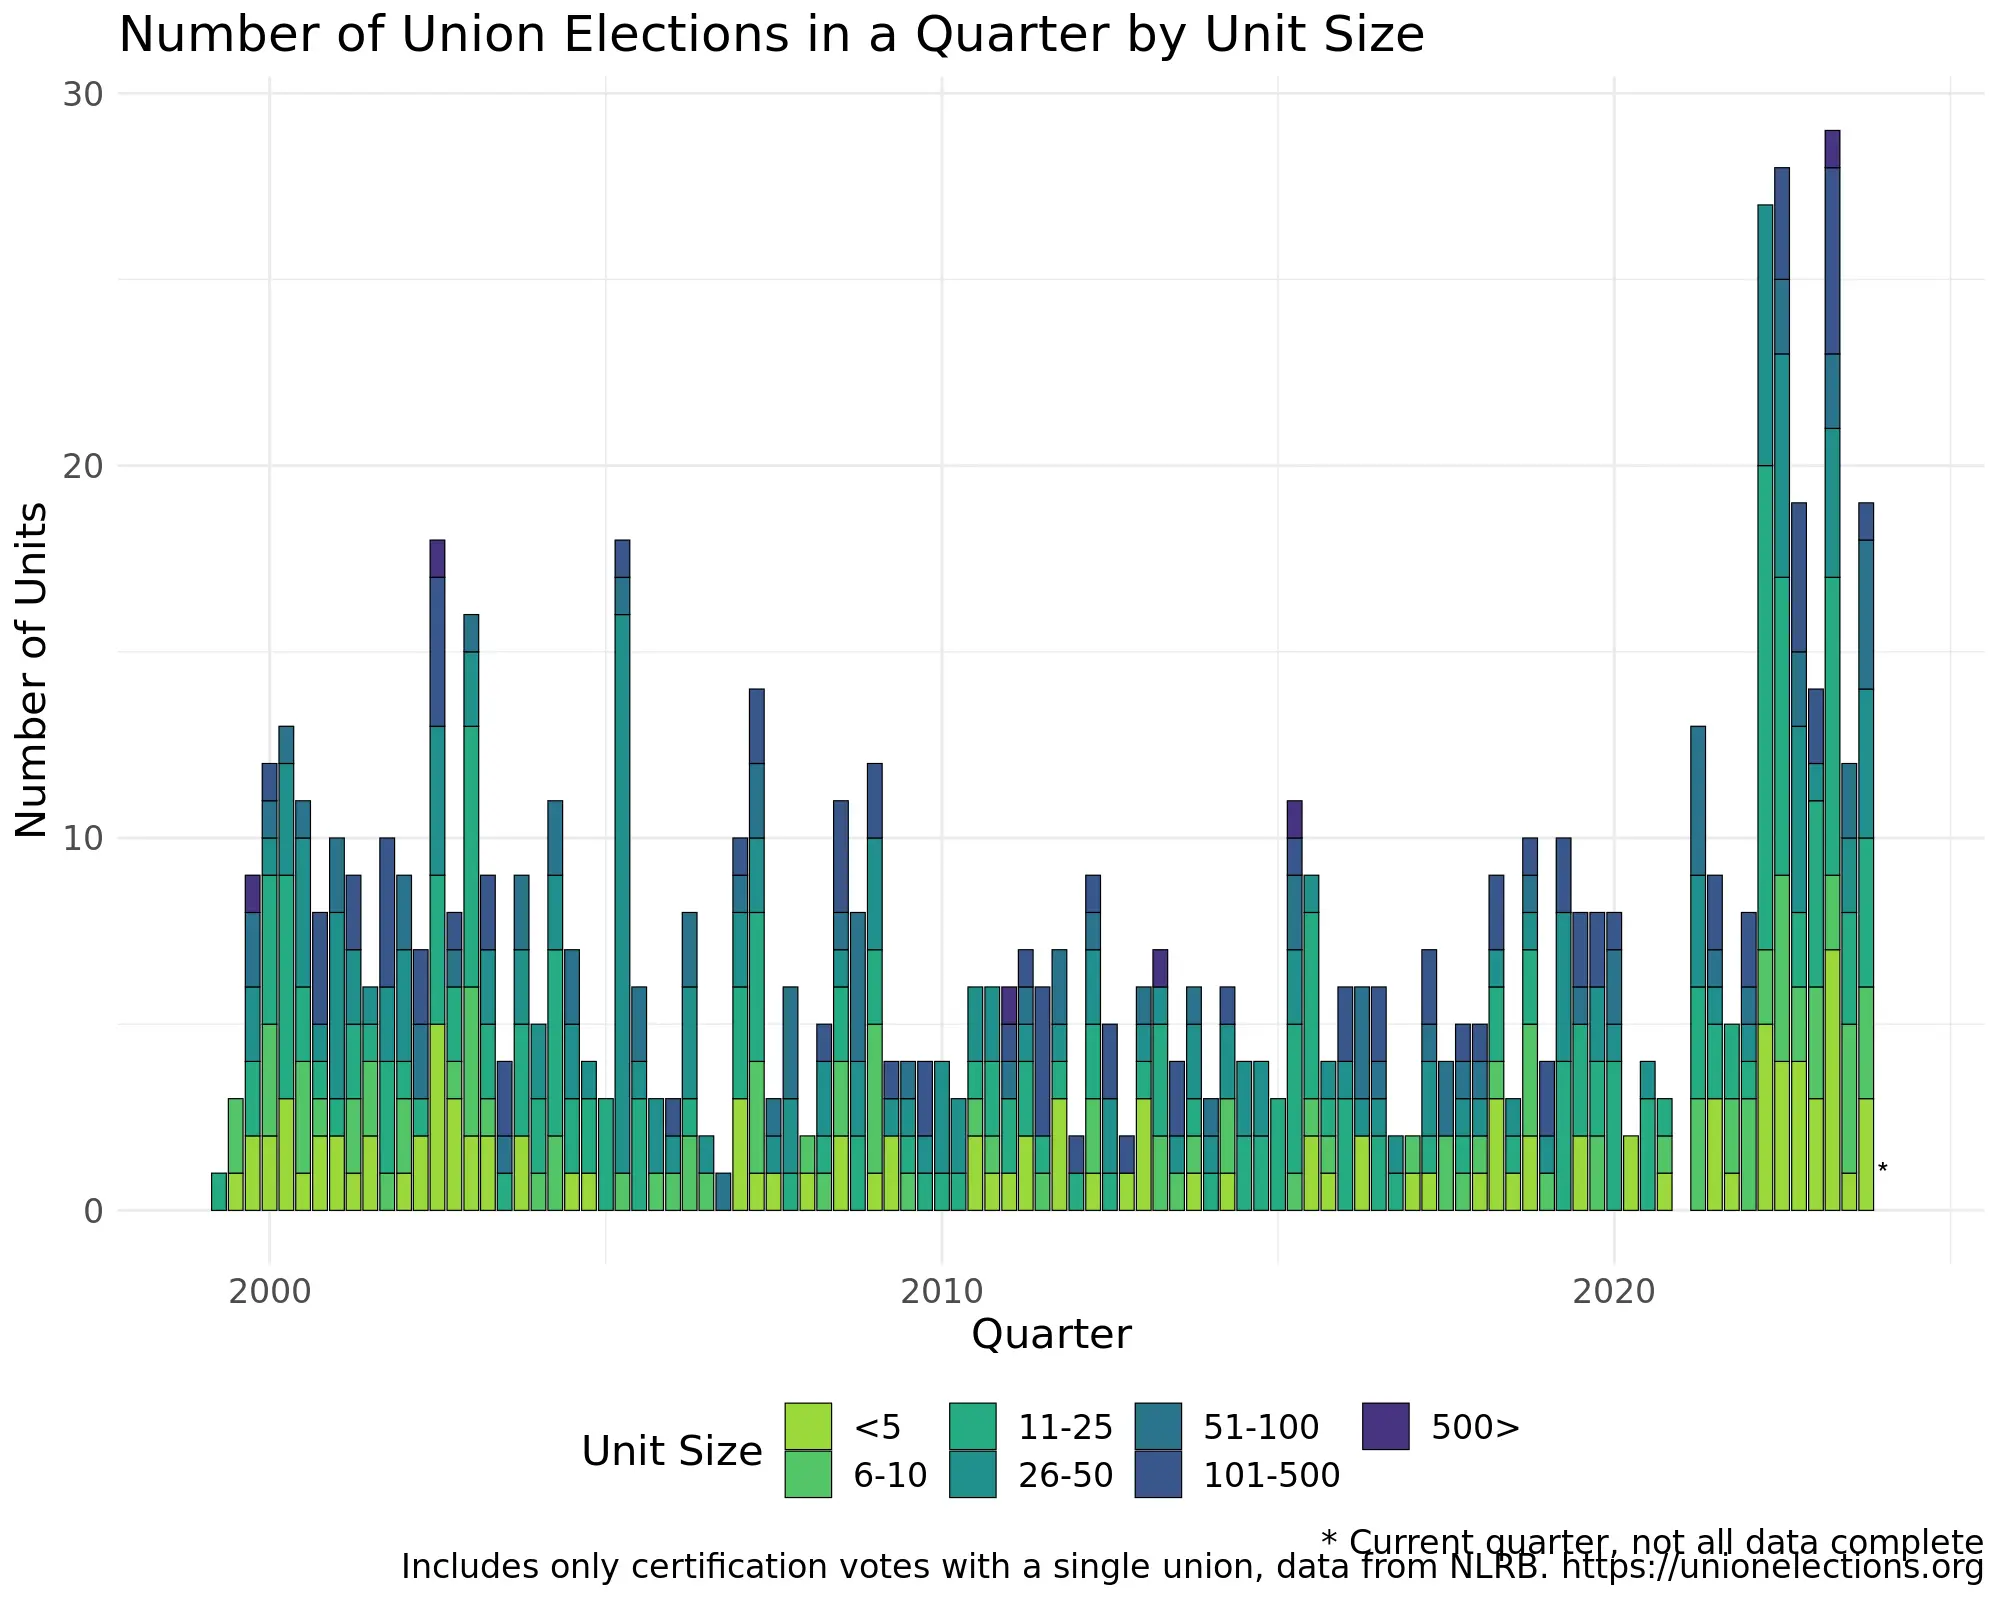 Number of Union Elections in a Quarter by Unit Size
30
20
10
0
Number of Units
*
2000 2010 2020
Quarter
Unit Size
<5 11-25 51-100 500>
6-10 26-50 101-500
* Current quarter, not all data complete
Includes only certification votes with a single union, data from NLRB. https://unionelections.org